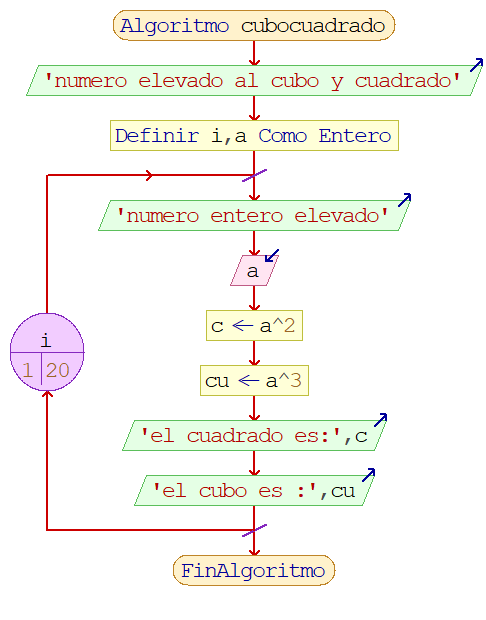 Algoritmo cubocuadrado
'numero elevado al cubo y cuadrado'
Definir i,a Como Entero
'numero entero elevado'
a
c ← a^2
i
1 20
cu ← a^3
'el cuadrado es:',c
'el cubo es :',cu
FinAlgoritmo